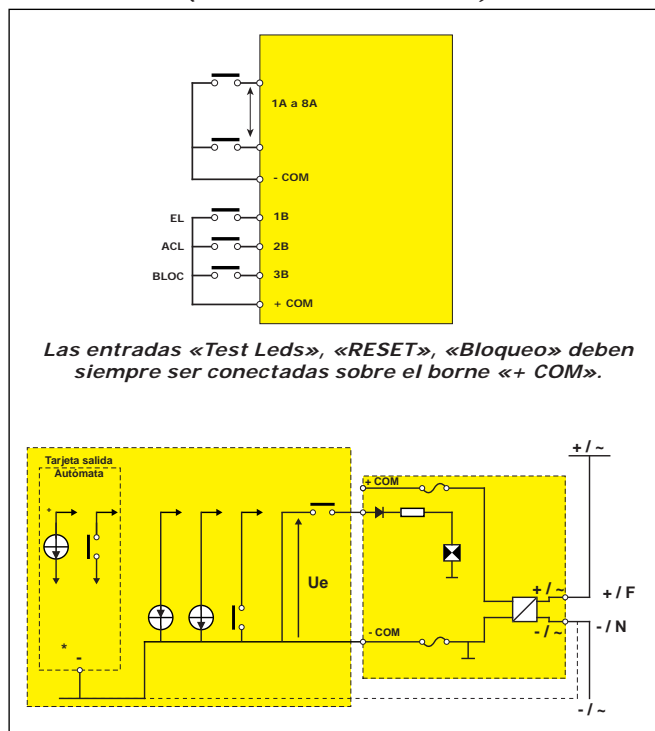 1A a 8A
- COM
EL 1B
ACL 2B
BLOC 3B
+ COM
Las entradas «Test Leds», «RESET», «Bloqueo» deben
siempre ser conectadas sobre el borne «+ COM».
+ / ~
Tarjeta salida
Autómata
+ COM
+
Ue
+ / ~
+ / F
- / ~
- / N
- COM
*
-
- / ~